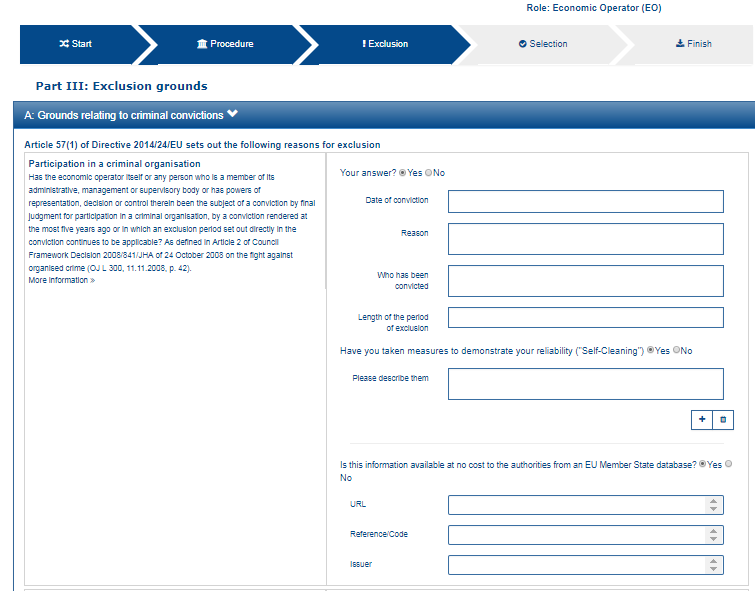 Role: Economic Operator (EO)
Start
Procedure
! Exclusion
Selection
Finish
Part III: Exclusion grounds
A: Grounds relating to criminal convictions
Article 57(1) of Directive 2014/24/EU sets out the following reasons for exclusion
Participation in a criminal organisation
Has the economic operator itself or any person who is a member of its
administrative, management or supervisory body or has powers of
representation, decision or control therein been the subject of a conviction by final
judgment for participation in a criminal organisation, by a conviction rendered at
the most five years ago or in which an exclusion period set out directly in the
conviction continues to be applicable? As defined in Article 2 of Council
Framework Decision 2008/841/JHA of 24 October 2008 on the fight against
organised crime (OJ L 300, 11.11.2008, p. 42).
More information »
Your answer? Yes No
Date of conviction
Reason
Who has been
convicted
Length of the period
of exclusion
Have you taken measures to demonstrate your reliability ("Self-Cleaning") Yes No
Please describe them
+
Is this information available at no cost to the authorities from an EU Member State database? Yes
No
URL
Reference/Code
Issuer